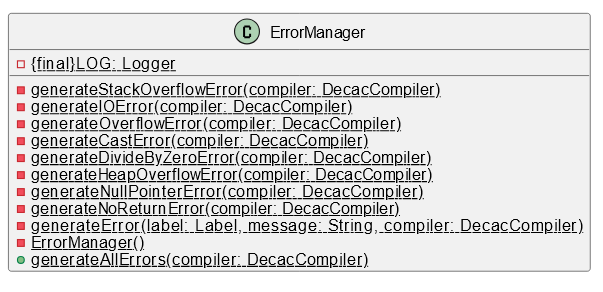 C ErrorManager
{final}LOG: Logger
generateStackOverflowError(compiler: DecacCompiler)
generateIOError(compiler: DecacCompiler)
generateOverflowError(compiler: DecacCompiler)
generateCastError(compiler: DecacCompiler)
generateDivideByZeroError(compiler: DecacCompiler)
generateHeapOverflowError(compiler: DecacCompiler)
generateNullPointerError(compiler: DecacCompiler)
generateNoReturnError(compiler: DecacCompiler)
generateError(label: Label, message: String, compiler: DecacCompiler)
ErrorManager()
generateAllErrors(compiler: DecacCompiler)